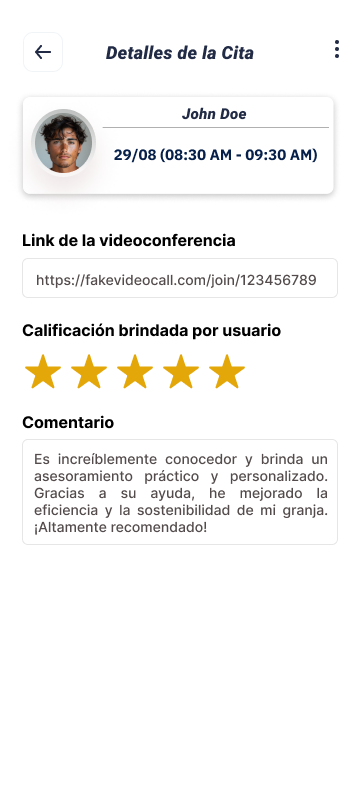 Detalles de la Cita
John Doe
29/08 (08:30 AM - 09:30 AM)
Link de la videoconferencia
https://fakevideocall.com/join/123456789
Calificación brindada por usuario
Comentario
Es increíblemente conocedor y brinda un
asesoramiento práctico y personalizado.
Gracias a su ayuda, he mejorado la
eficiencia y la sostenibilidad de mi granja.
¡Altamente recomendado!